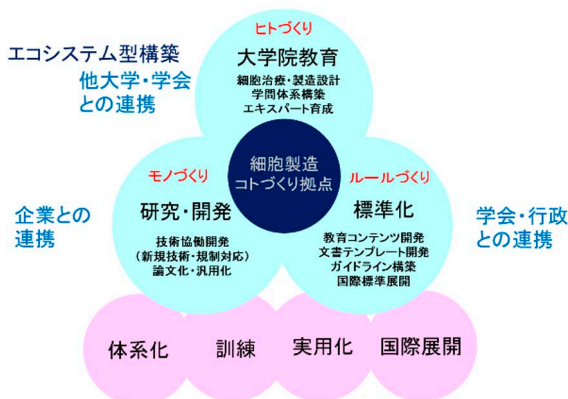 エコシステム型構築
他大学・学会
との連携
ヒトづくり
大学院教育
細胞治療・製造設計
学問体系構築
エキスパート育成
細胞製造
コトづくり拠点
モノづくり
研究・開発
技術協働開発
(新規技術・規制対応)
論文化・汎用化
ルールづくり
標準化
教育コンテンツ開発
文書テンプレート開発
ガイドライン構築
国際標準展開
企業との
連携
学会・行政
との連携
体系化
訓練
実用化
国際展開